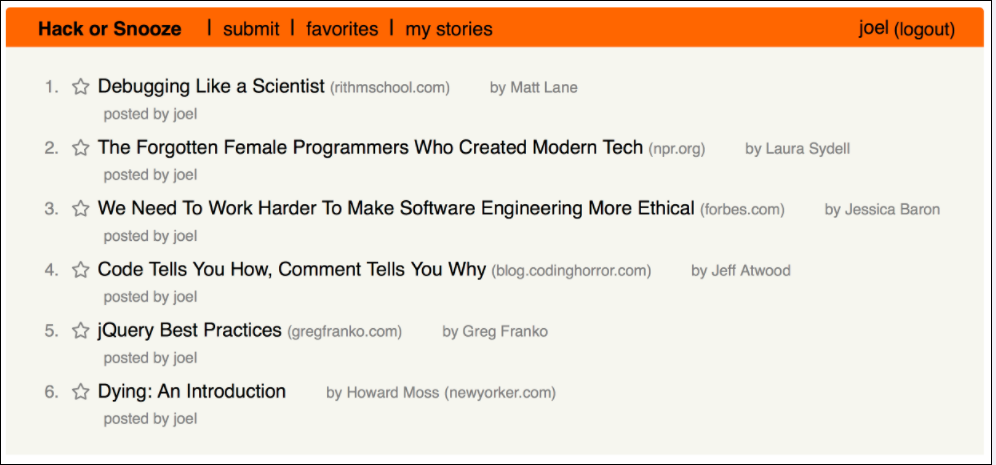 Hack or Snooze | submit | favorites | my stories joel (logout)
1. Debugging Like a Scientist (rithmschool.com) by Matt Lane
posted by joel
2. The Forgotten Female Programmers Who Created Modern Tech (npr.org) by Laura Sydell
posted by joel
3. We Need To Work Harder To Make Software Engineering More Ethical (forbes.com) by Jessica Baron
posted by joel
4. Code Tells You How, Comment Tells You Why (blog.codinghorror.com) by Jeff Atwood
posted by joel
5. jQuery Best Practices (gregfranko.com) by Greg Franko
posted by joel
6. Dying: An Introduction by Howard Moss (newyorker.com)
posted by joel